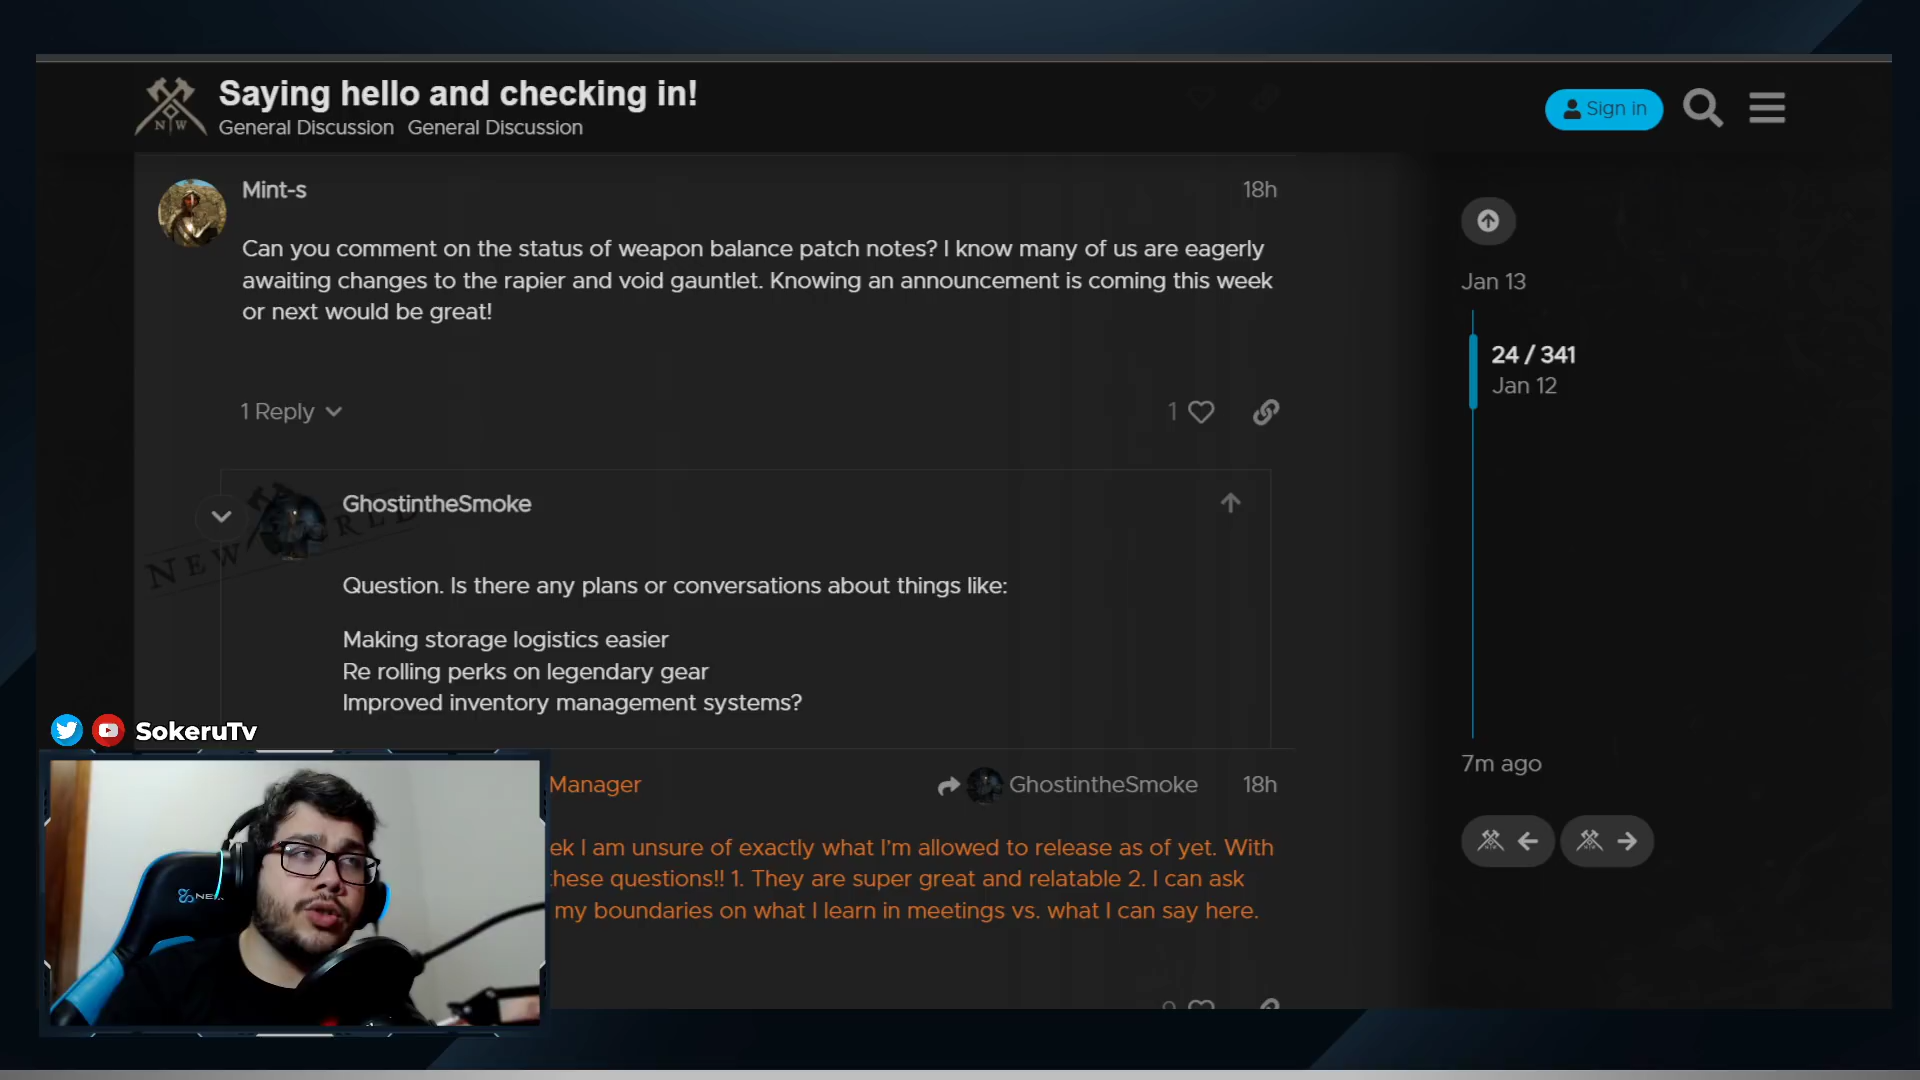 Saying hello and checking in!
General Discussion General Discussion
N W
Sign in
Mint-s
18h
Can you comment on the status of weapon balance patch notes? I know many of us are eagerly
awaiting changes to the rapier and void gauntlet. Knowing an announcement is coming this week
or next would be great!
1 Reply
1
Jan 13
24 / 341
Jan 12
7m ago
GhostintheSmoke
NEW WORLD
Question. Is there any plans or conversations about things like:
Making storage logistics easier
Re rolling perks on legendary gear
Improved inventory management systems?
SokeruTv
Manager
GhostintheSmoke
18h
ek I am unsure of exactly what I'm allowed to release as of yet. With
these questions!! 1. They are super great and relatable 2. I can ask
my boundaries on what I learn in meetings vs. what I can say here.